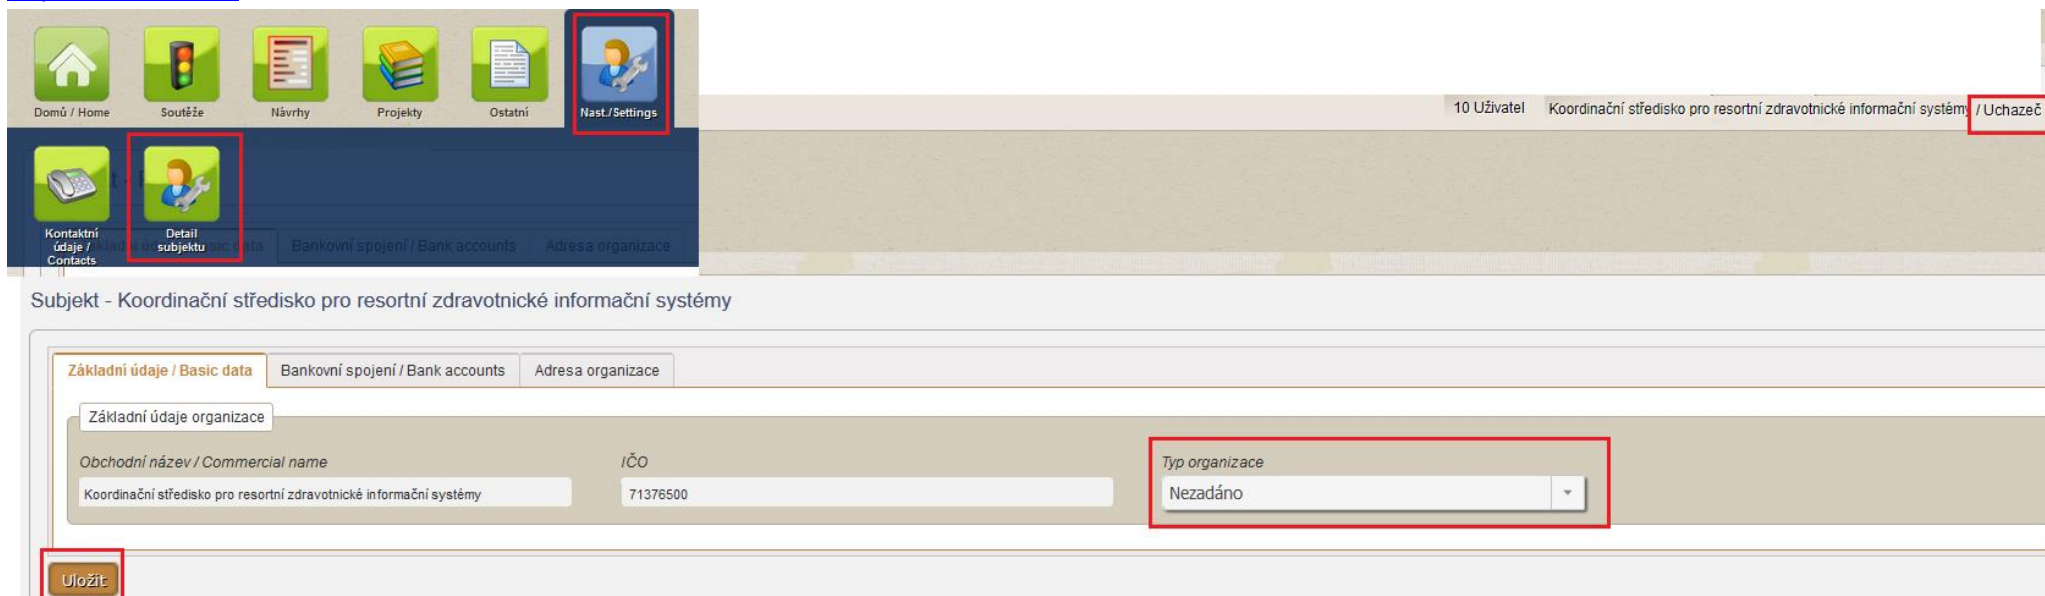 Domů / Home
Soutěže
Návrhy
Projekty
Ostatní
Nast./Settings
10 Uživatel
Koordinační středisko pro resortní zdravotnické informační systémy / Uchazeč
Kontaktní údaje / Contacts
Detail subjektu
Bankovní spojení / Bank accounts
Adresa organizace
Subjekt - Koordinační středisko pro resortní zdravotnické informační systémy
Základní údaje / Basic data
Bankovní spojení / Bank accounts
Adresa organizace
Základní údaje organizace
Obchodní název / Commercial name
IČO
Typ organizace
Koordinační středisko pro resortní zdravotnické informační systémy
71376500
Nezadáno
Uložit